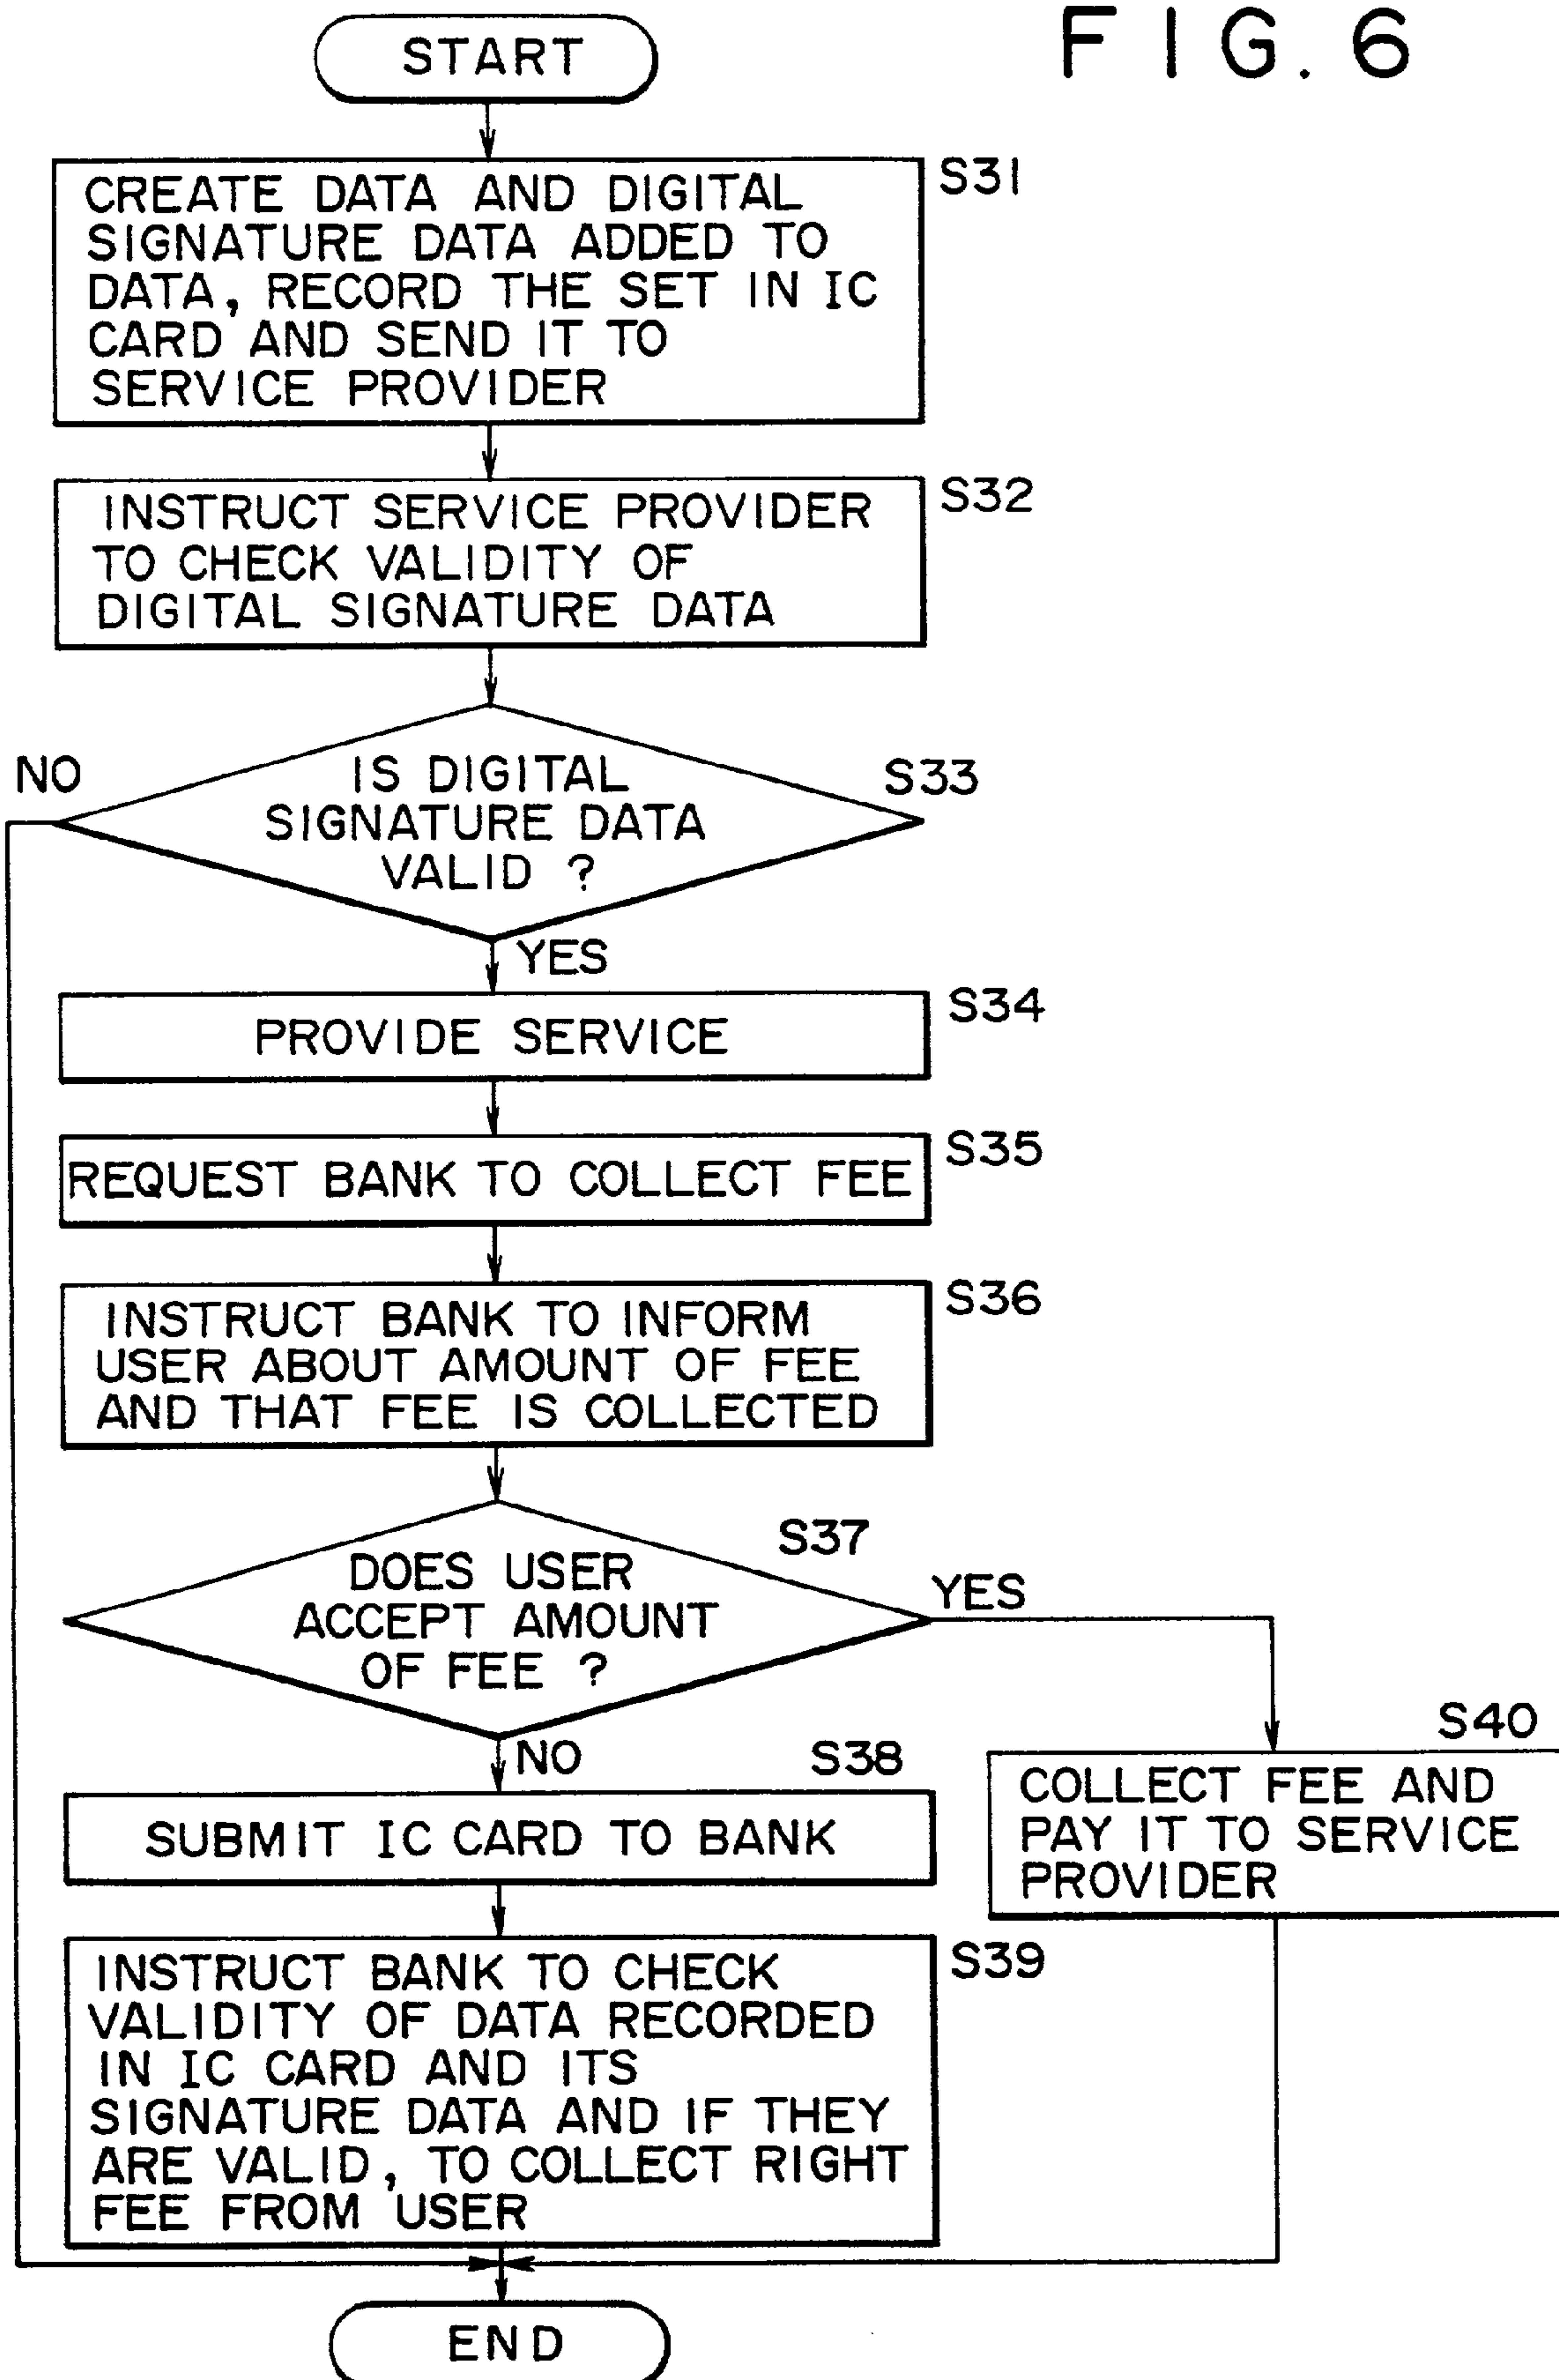 FIG. 6
START
S31
CREATE DATA AND DIGITAL
SIGNATURE DATA ADDED TO
DATA, RECORD THE SET IN IC
CARD AND SEND IT TO
SERVICE PROVIDER
S32
INSTRUCT SERVICE PROVIDER
TO CHECK VALIDITY OF
DIGITAL SIGNATURE DATA
NO
S33
IS DIGITAL
SIGNATURE DATA
VALID ?
YES
S34
PROVIDE SERVICE
S35
REQUEST BANK TO COLLECT FEE
S36
INSTRUCT BANK TO INFORM
USER ABOUT AMOUNT OF FEE
AND THAT FEE IS COLLECTED
S37
DOES USER
ACCEPT AMOUNT
OF FEE ?
YES
NO
S38
SUBMIT IC CARD TO BANK
S40
COLLECT FEE AND
PAY IT TO SERVICE
PROVIDER
S39
INSTRUCT BANK TO CHECK
VALIDITY OF DATA RECORDED
IN IC CARD AND ITS
SIGNATURE DATA AND IF THEY
ARE VALID, TO COLLECT RIGHT
FEE FROM USER
END